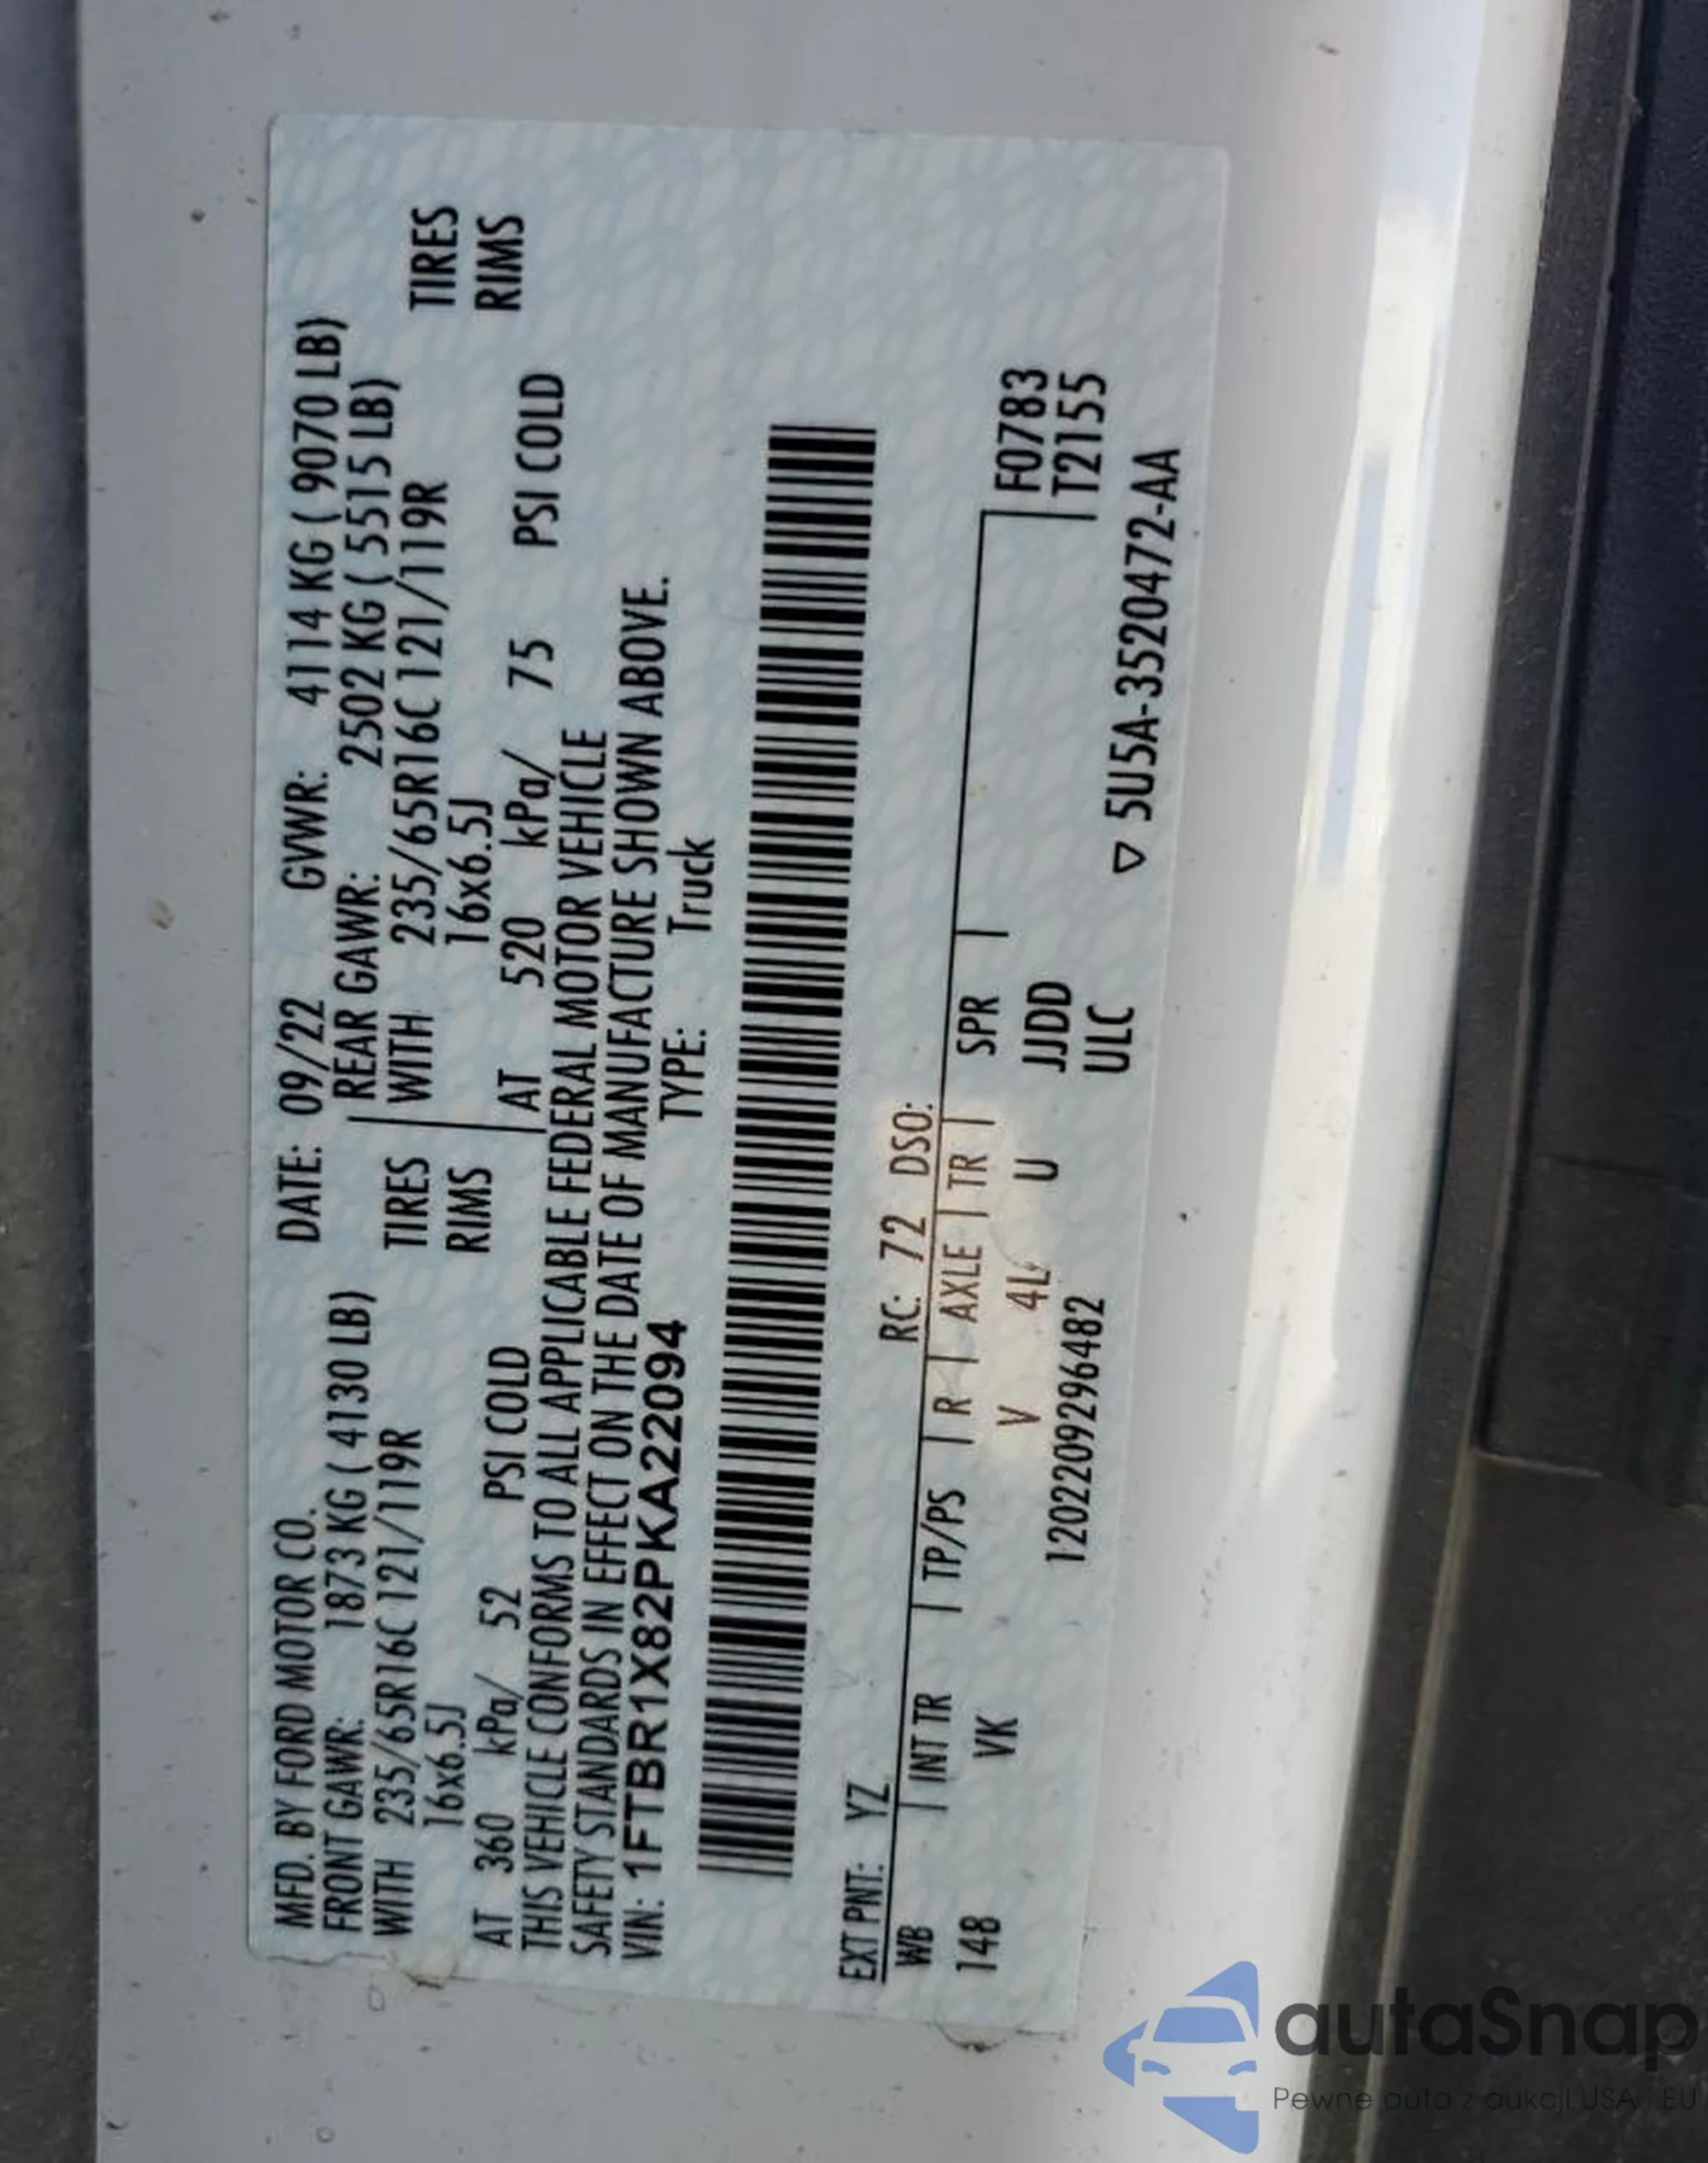 MFD. BY FORD MOTOR CO. DATE: 09/22 GVWR: 4114 KG ( 9070 LB)
FRONT GAWR: 1873 KG ( 4130 LB) REAR GAWR: 2502 KG ( 5515 LB)
WITH 235/65R16C 121/119R TIRES WITH 235/65R16C 121/119R TIRES
16x6.5J RIMS 16x6.5J RIMS
AT 360 kPa/ 52 PSI COLD AT 520 kPa/ 75 PSI COLD
THIS VEHICLE CONFORMS TO ALL APPLICABLE FEDERAL MOTOR VEHICLE
SAFETY STANDARDS IN EFFECT ON THE DATE OF MANUFACTURE SHOWN ABOVE.
VIN: 1FTBR1X82PKA22094 TYPE: Truck
EXT PNT: YZ RC: 72 DSO:
WB INT TR TP/PS R AXLE TR SPR F0783
148 VK V 4L U JJDD T2155
1202209296482 ULC
▽ 5U5A-3520472-AA
autaSnap
Pewne auta z aukcji USA i EU